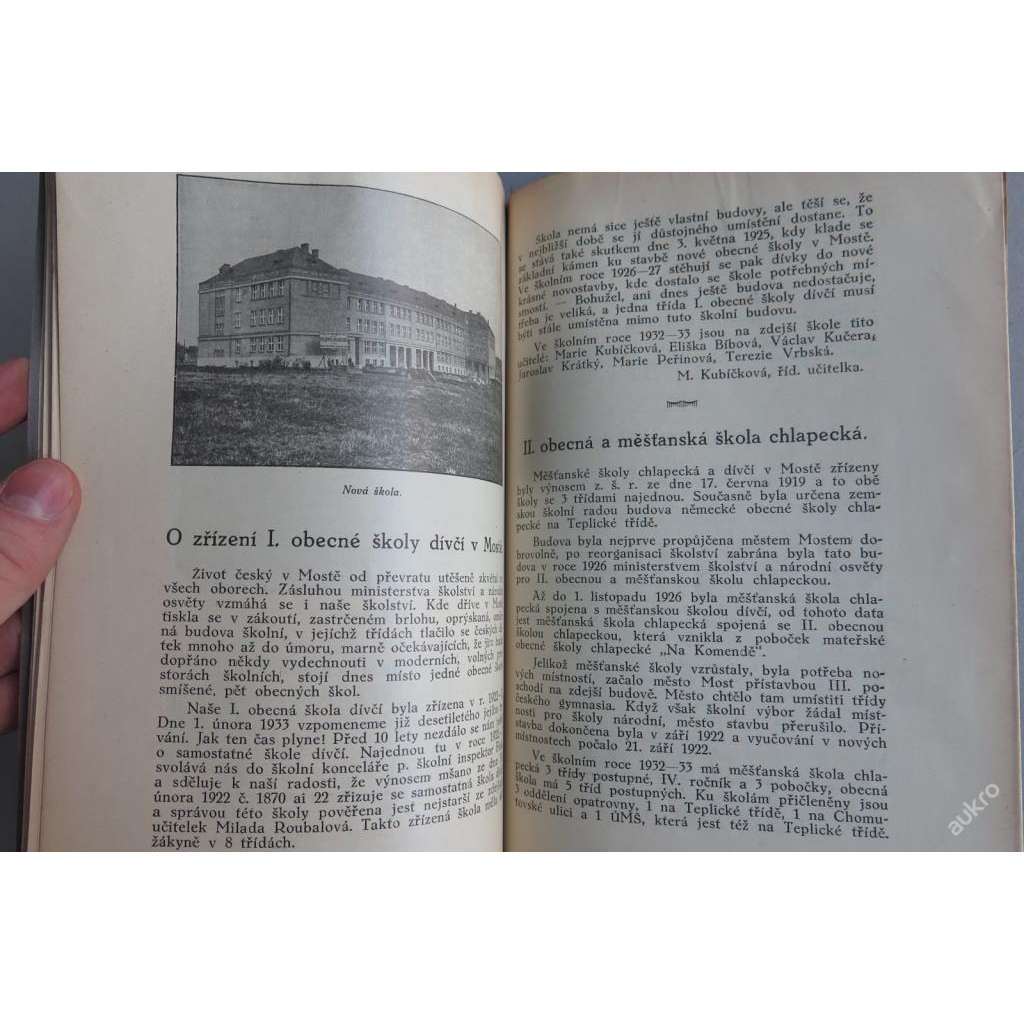 Nová škola.
O zřízení I. obecné školy dívčí v Mostě
Život český v Mostě od převratu utěšeně zkvétá
všech oborech. Zásluhou ministerstva školství a národní
osvěty vzmáhá se i naše školství. Kde dříve v Mostě
tiskla se v zákoutí, zastrčeném brlohu, oprýskaná,
ná budova školní, v jejíchž třídách tlačilo se českých
tek mnoho až do úmoru, marně očekávajících, že
dopřáno někdy vydechnouti v moderních, volných
storách školních, stojí dnes místo jedné obecné školy
smíšené, pět obecných škol.
Naše I. obecná škola dívčí byla zřízena v r.
Dne 1. února 1933 vzpomeneme již desetiletého jejího
vání. Jak ten čas plyne! Před 10 lety nezdálo se nám
o samostatné škole dívčí. Najednou tu v roce
svolává nás do školní konceláře p. školní inspektor
a sděluje k naší radosti, že výnosem mšano ze dne
února 1922 č. 1870 ai 22 zřizuje se samostatná škola
a správou této školy pověřena jest nejstarší ze
učitelek Milada Roubalová. Takto zřízená škola měla
žákyně v 8 třídách.
Škola nemá sice ještě vlastní budovy, ale těší se, že
v nejbližší době se jí důstojného umístění dostane. To
se stává také skutkem dne 3. května 1925, kdy klade se
základní kámen ku stavbě nové obecné školy v Mostě.
Ve školním roce 1926—27 stěhují se pak dívky do nové
krásné novostavby, kde dostalo se škole potřebných mí-
stností. — Bohužel, ani dnes ještě budova nedostačuje,
třeba je veliká, a jedna třída I. obecné školy dívčí musí
býti stále umístěna mimo tuto školní budovu.
Ve školním roce 1932—33 jsou na zdejší škole tito
učitelé: Marie Kubíčková, Eliška Bíbová, Václav Kučera,
Jaroslav Krátký, Marie Peřinová, Terezie Vrbská.
M. Kubíčková, říd. učitelka.
II. obecná a měšťanská škola chlapecká.
Měšťanské školy chlapecká a dívčí v Mostě zřízeny
byly výnosem z. š. r. ze dne 17. června 1919 a to obě
školy se 3 třídami najednou. Současně byla určena zem-
skou školní radou budova německé obecné školy chla-
pecké na Teplické třídě.
Budova byla nejprve propůjčena městem Mostem do-
brovolně, po reorganisaci školství zabrána byla tato bu-
dova v roce 1926 ministerstvem školství a národní osvěty
pro II. obecnou a měšťanskou školu chlapeckou.
Až do 1. listopadu 1926 byla měšťanská škola chla-
pecká spojena s měšťanskou školou dívčí, od tohoto data
jest měšťanská škola chlapecká spojená se II. obecnou
školou chlapeckou, která vznikla z poboček mateřské
obecné školy chlapecké „Na Komendě".
Jelikož měšťanské školy vzrůstaly, byla potřeba no-
vých místností, začalo město Most přístavbou III. po-
schodí na zdejší budově. Město chtělo tam umístiti třídy
českého gymnasia. Když však školní výbor žádal míst-
nosti pro školy národní, město stavbu přerušilo. Pří-
stavba dokončena byla v září 1922 a vyučování v nových
místnostech počalo 21. září 1922.
Ve školním roce 1932—33 má měšťanská škola chla-
pecká 3 třídy postupné, IV. ročník a 3 pobočky, obecná
škola má 5 tříd postupných. Ku školám přičleněny jsou
3 oddělení opatrovny, 1 na Teplické třídě, 1 na Chomu-
tovské ulici a 1 ÚMŠ, která jest též na Teplické třídě.
aukro